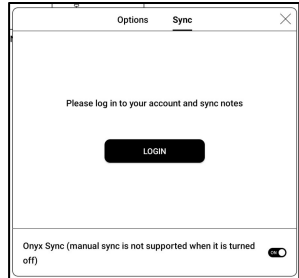 Options Sync
Please log in to your account and sync notes
LOGIN
Onyx Sync (manual sync is not supported when it is turned
off)
ON